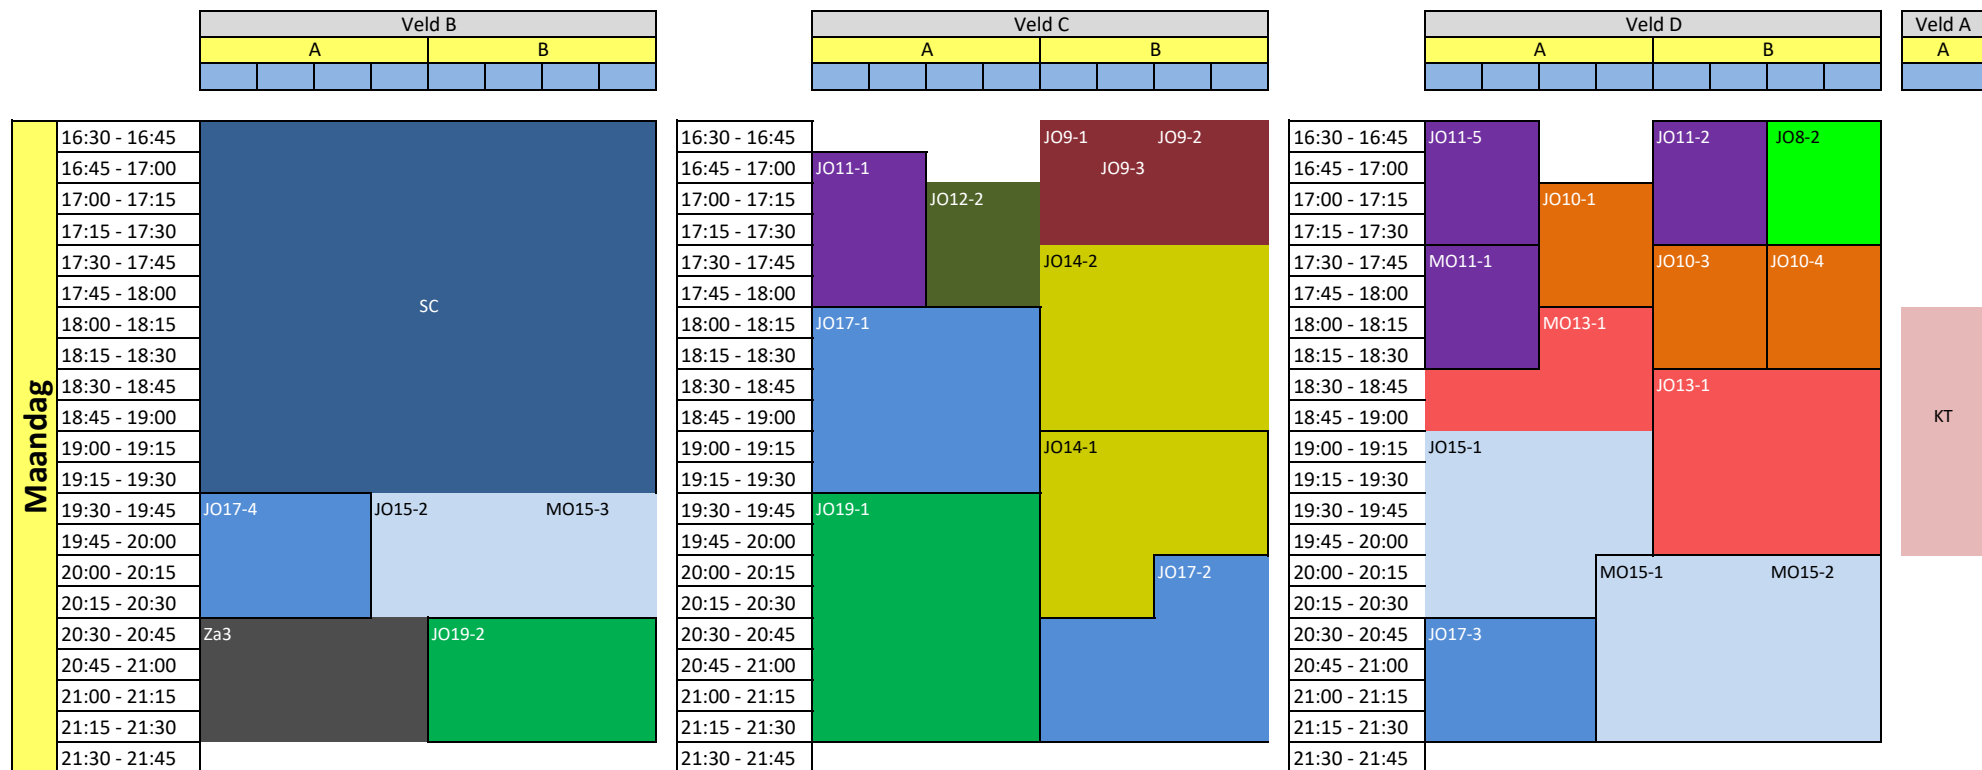 Veld B Veld C Veld D Veld A
A B A B A B A
Maandag
16:30 - 16:45 16:30 - 16:45 JO9-1 JO9-2 16:30 - 16:45 JO11-5 JO11-2 JO8-2
16:45 - 17:00 16:45 - 17:00 JO11-1 JO9-3 16:45 - 17:00
17:00 - 17:15 17:00 - 17:15 JO12-2 17:00 - 17:15 JO10-1
17:15 - 17:30 17:15 - 17:30 17:15 - 17:30
17:30 - 17:45 17:30 - 17:45 JO14-2 17:30 - 17:45 MO11-1 JO10-3 JO10-4
17:45 - 18:00 SC 17:45 - 18:00 17:45 - 18:00
18:00 - 18:15 18:00 - 18:15 JO17-1 18:00 - 18:15 MO13-1
18:15 - 18:30 18:15 - 18:30 18:15 - 18:30
18:30 - 18:45 18:30 - 18:45 18:30 - 18:45 JO13-1
18:45 - 19:00 18:45 - 19:00 18:45 - 19:00 KT
19:00 - 19:15 19:00 - 19:15 JO14-1 19:00 - 19:15 JO15-1
19:15 - 19:30 19:15 - 19:30 19:15 - 19:30
19:30 - 19:45 JO17-4 JO15-2 MO15-3 19:30 - 19:45 JO19-1 19:30 - 19:45
19:45 - 20:00 19:45 - 20:00 19:45 - 20:00
20:00 - 20:15 20:00 - 20:15 JO17-2 20:00 - 20:15 MO15-1 MO15-2
20:15 - 20:30 20:15 - 20:30 20:15 - 20:30
20:30 - 20:45 Za3 JO19-2 20:30 - 20:45 20:30 - 20:45 JO17-3
20:45 - 21:00 20:45 - 21:00 20:45 - 21:00
21:00 - 21:15 21:00 - 21:15 21:00 - 21:15
21:15 - 21:30 21:15 - 21:30 21:15 - 21:30
21:30 - 21:45 21:30 - 21:45 21:30 - 21:45